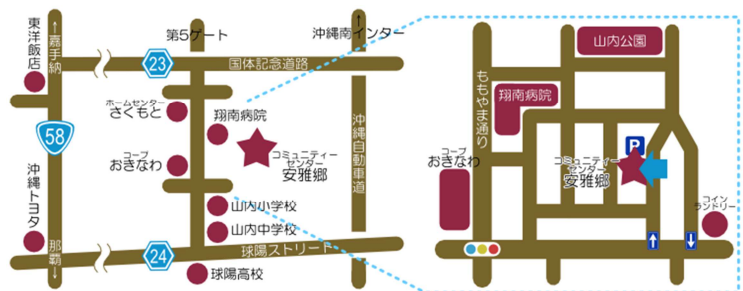 東洋飯店
←嘉手納
第5ゲート
↑
沖縄南インター
23
国体記念道路
ホームセンター
さくもと
翔南病院
58
コミュニティー
センター
安雅郷
沖縄自動車道
コープ
おきなわ
沖縄トヨタ
山内小学校
山内中学校
那覇→
24
球陽ストリート
球陽高校
山内公園
ももやま通り
翔南病院
P
コープ
おきなわ
コミュニティー
センター
安雅郷
コイン
ランドリー